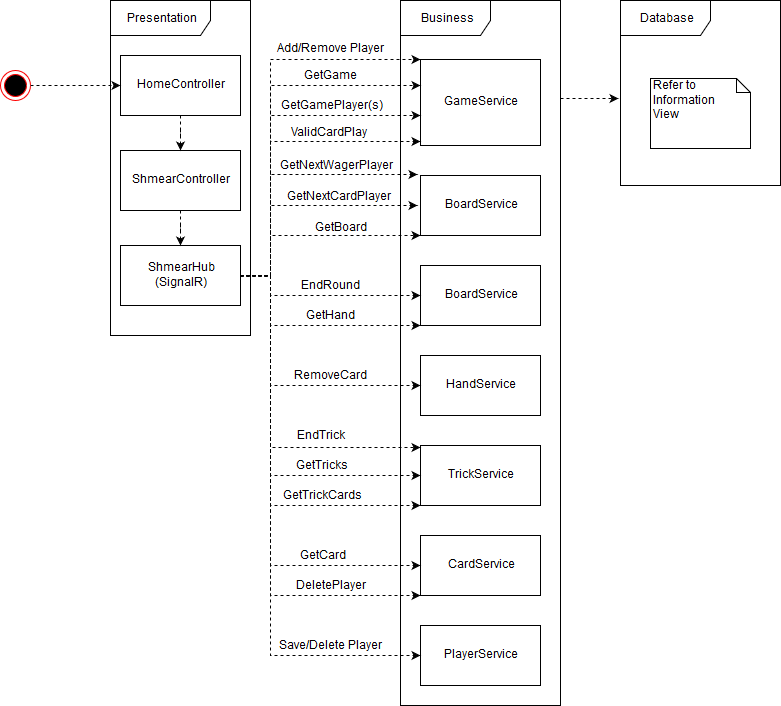 Presentation
HomeController
ShmearController
ShmearHub
(SignalR)
Add/Remove Player
GetGame
GetGamePlayer(s)
ValidCardPlay
GetNextWagerPlayer
GetNextCardPlayer
GetBoard
EndRound
GetHand
RemoveCard
EndTrick
GetTricks
GetTrickCards
GetCard
DeletePlayer
Save/Delete Player
Business
GameService
BoardService
BoardService
HandService
TrickService
CardService
PlayerService
Database
Refer to
Information
View